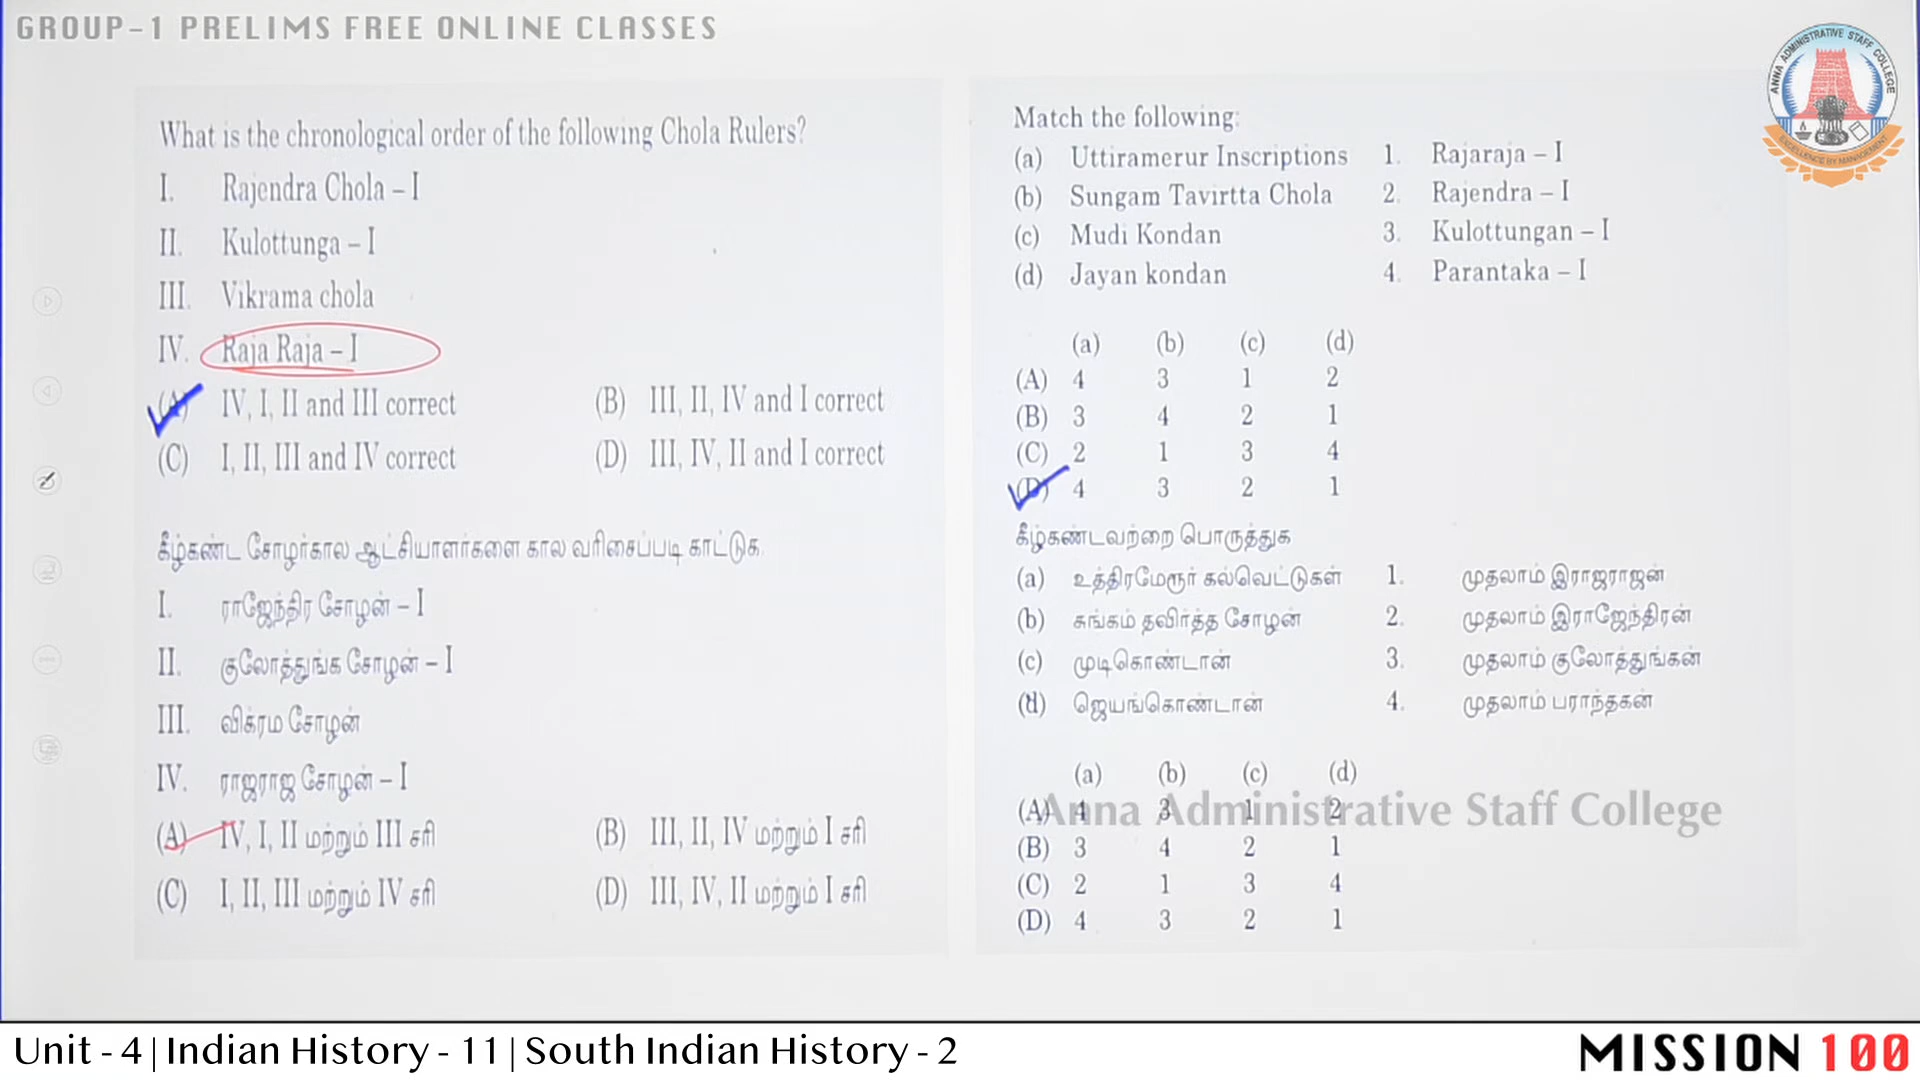 GROUP-1 PRELIMS FREE ONLINE CLASSES
ANNA ADMINISTRATIVE STAFF COLLEGE
EXCELLENCE BY MANAGEMENT
What is the chronological order of the following Chola Rulers?
I. Rajendra Chola – I
II. Kulottunga – I
III. Vikrama chola
IV. Raja Raja – I
(A) IV, I, II and III correct (B) III, II, IV and I correct
(C) I, II, III and IV correct (D) III, IV, II and I correct
கீழ்கண்ட சோழர்கால ஆட்சியாளர்களை கால வரிசைப்படி காட்டுக.
I. ராஜேந்திர சோழன் – I
II. குலோத்துங்க சோழன் – I
III. விக்ரம சோழன்
IV. ராஜராஜ சோழன் – I
(A) IV, I, II மற்றும் III சரி (B) III, II, IV மற்றும் I சரி
(C) I, II, III மற்றும் IV சரி (D) III, IV, II மற்றும் I சரி
Match the following:
(a) Uttiramerur Inscriptions 1. Rajaraja – I
(b) Sungam Tavirtta Chola 2. Rajendra – I
(c) Mudi Kondan 3. Kulottungan – I
(d) Jayan kondan 4. Parantaka – I
(a) (b) (c) (d)
(A) 4 3 1 2
(B) 3 4 2 1
(C) 2 1 3 4
(D) 4 3 2 1
கீழ்கண்டவற்றை பொருத்துக
(a) உத்திரமேரூர் கல்வெட்டுகள் 1. முதலாம் இராஜராஜன்
(b) சுங்கம் தவிர்த்த சோழன் 2. முதலாம் இராஜேந்திரன்
(c) முடிகொண்டான் 3. முதலாம் குலோத்துங்கன்
(d) ஜெயங்கொண்டான் 4. முதலாம் பராந்தகன்
(a) (b) (c) (d)
(A) 4 3 1 2
Anna Administrative Staff College
(B) 3 4 2 1
(C) 2 1 3 4
(D) 4 3 2 1
Unit - 4 | Indian History - 11 | South Indian History - 2
MISSION 100